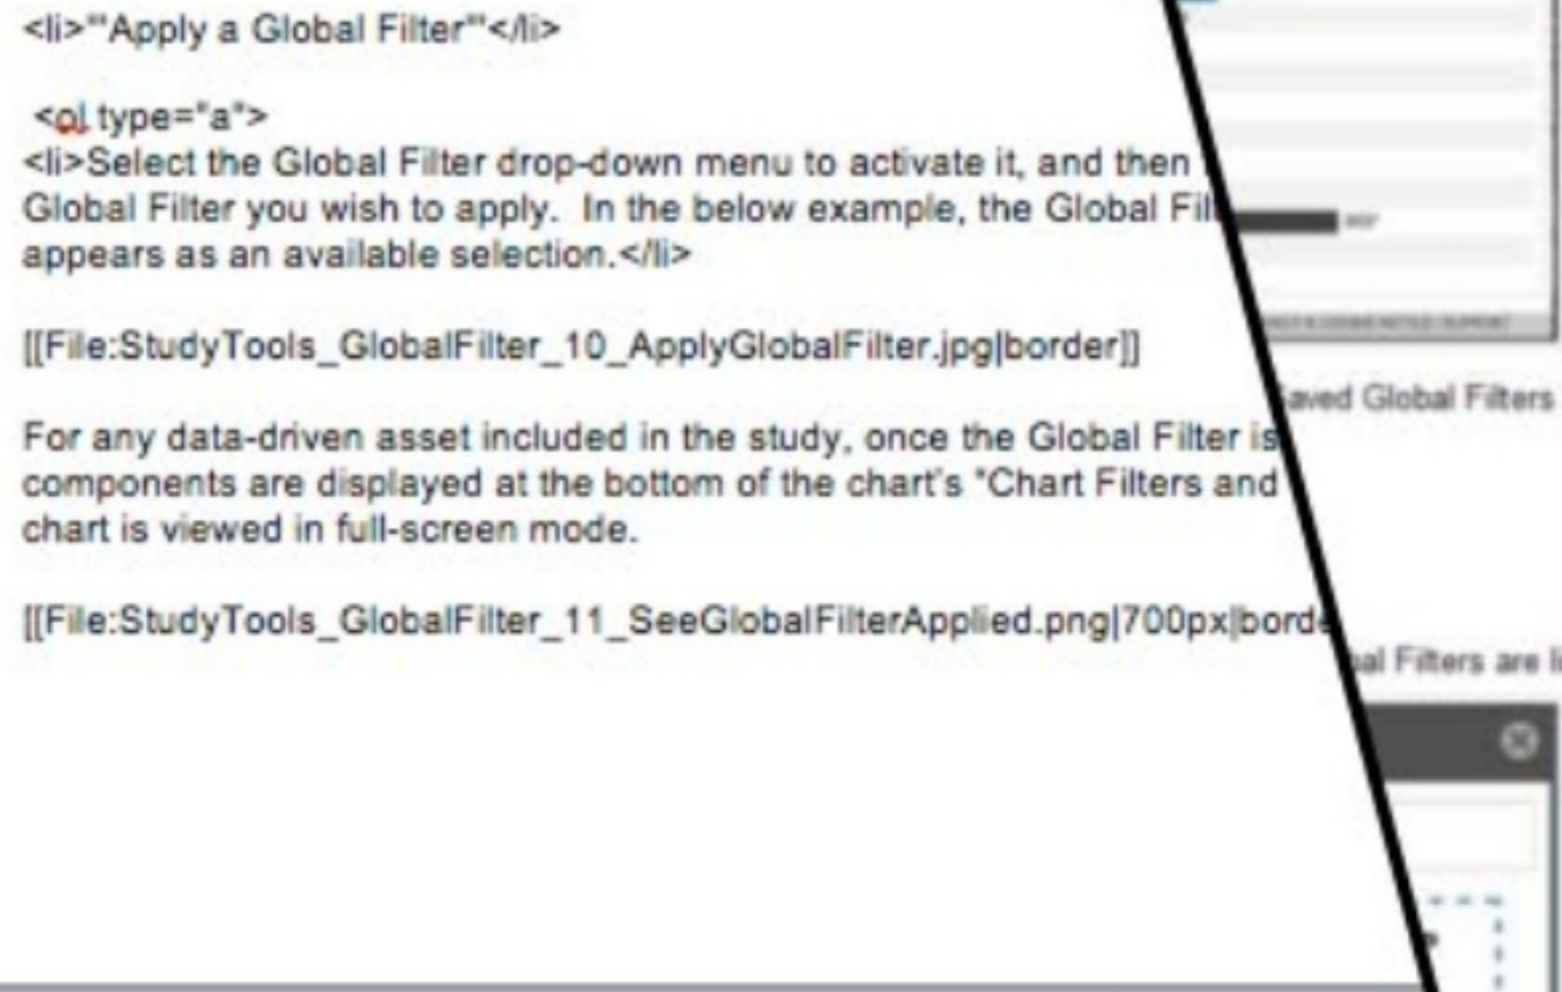 <li>'''Apply a Global Filter'''</li>
<ol type="a">
<li>Select the Global Filter drop-down menu to activate it, and then
Global Filter you wish to apply.  In the below example, the Global Filt
appears as an available selection.</li>
[[File:StudyTools_GlobalFilter_10_ApplyGlobalFilter.jpg|border]]
aved Global Filters
For any data-driven asset included in the study, once the Global Filter is
components are displayed at the bottom of the chart's "Chart Filters and
chart is viewed in full-screen mode.
[[File:StudyTools_GlobalFilter_11_SeeGlobalFilterApplied.png|700px|borde
bal Filters are li